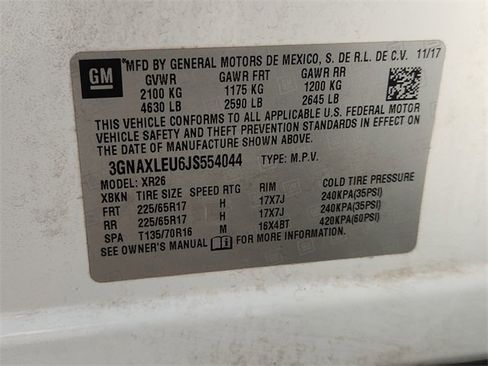 GM
*MFD BY GENERAL MOTORS DE MEXICO, S. DE R.L. DE C.V. 11/17
GVWR GAWR FRT GAWR RR
2100 KG 1175 KG 1200 KG
4630 LB 2590 LB 2645 LB
THIS VEHICLE CONFORMS TO ALL APPLICABLE U.S. FEDERAL MOTOR
VEHICLE SAFETY AND THEFT PREVENTION STANDARDS IN EFFECT ON
THE DATE OF MANUFACTURE SHOWN ABOVE.
3GNAXLEU6JS554044 TYPE: M.P.V.
MODEL: XR26
XBKN TIRE SIZE SPEED RTG RIM COLD TIRE PRESSURE
FRT 225/65R17 H 17X7J 240KPA(35PSI)
RR 225/65R17 H 17X7J 240KPA(35PSI)
SPA T135/70R16 16X4BT 420KPA(60PSI)
SEE OWNER'S MANUAL FOR MORE INFORMATION.